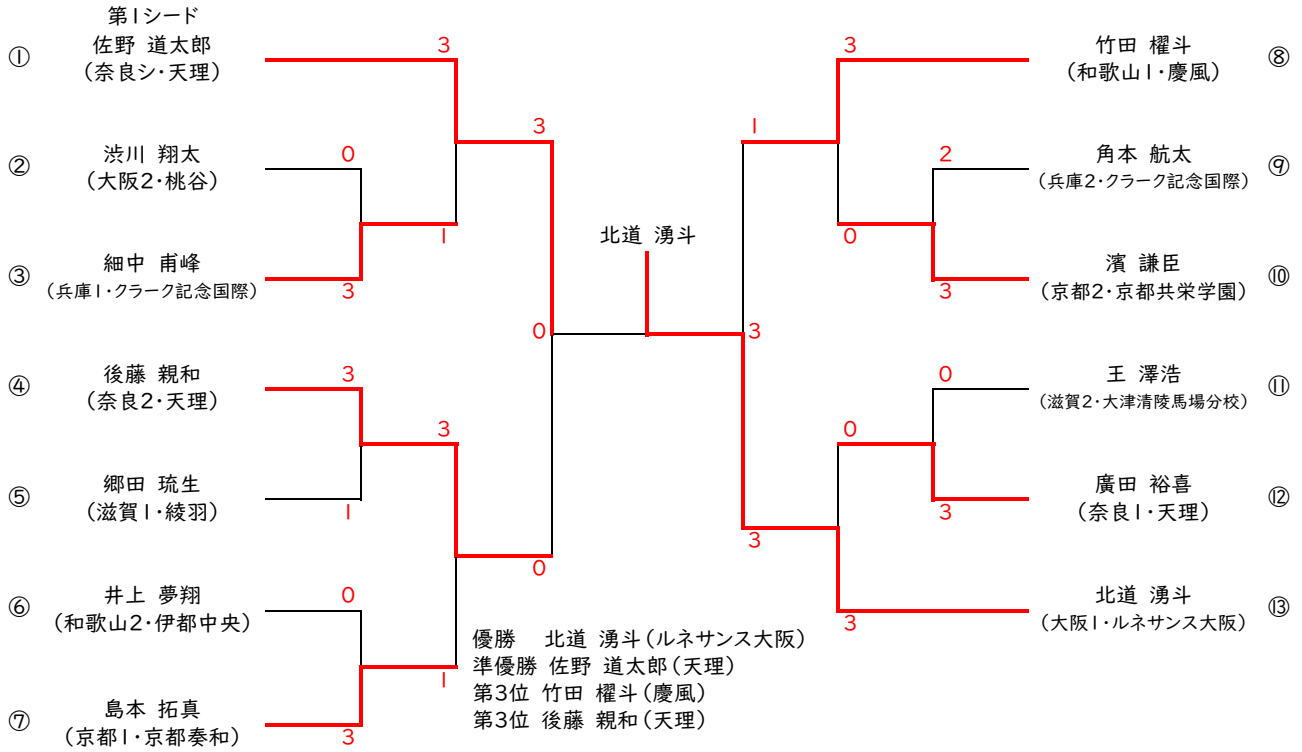 第1シード
① 佐野 道太郎
(奈良シ・天理)
② 渋川 翔太
(大阪2・桃谷)
③ 細中 甫峰
(兵庫1・クラーク記念国際)
④ 後藤 親和
(奈良2・天理)
⑤ 郷田 琉生
(滋賀1・綾羽)
⑥ 井上 夢翔
(和歌山2・伊都中央)
⑦ 島本 拓真
(京都1・京都奏和)
3
0
3
1
3
3
1
3
0
3
1
0
0
北道 湧斗
3
1
2
0
3
3
0
0
3
3
3
竹田 櫂斗 ⑧
(和歌山1・慶風)
角本 航太 ⑨
(兵庫2・クラーク記念国際)
濱 謙臣 ⑩
(京都2・京都共栄学園)
王 澤浩 ⑪
(滋賀2・大津清陵馬場分校)
廣田 裕喜 ⑫
(奈良1・天理)
北道 湧斗 ⑬
(大阪1・ルネサンス大阪)
優勝 北道 湧斗(ルネサンス大阪)
準優勝 佐野 道太郎(天理)
第3位 竹田 櫂斗(慶風)
第3位 後藤 親和(天理)